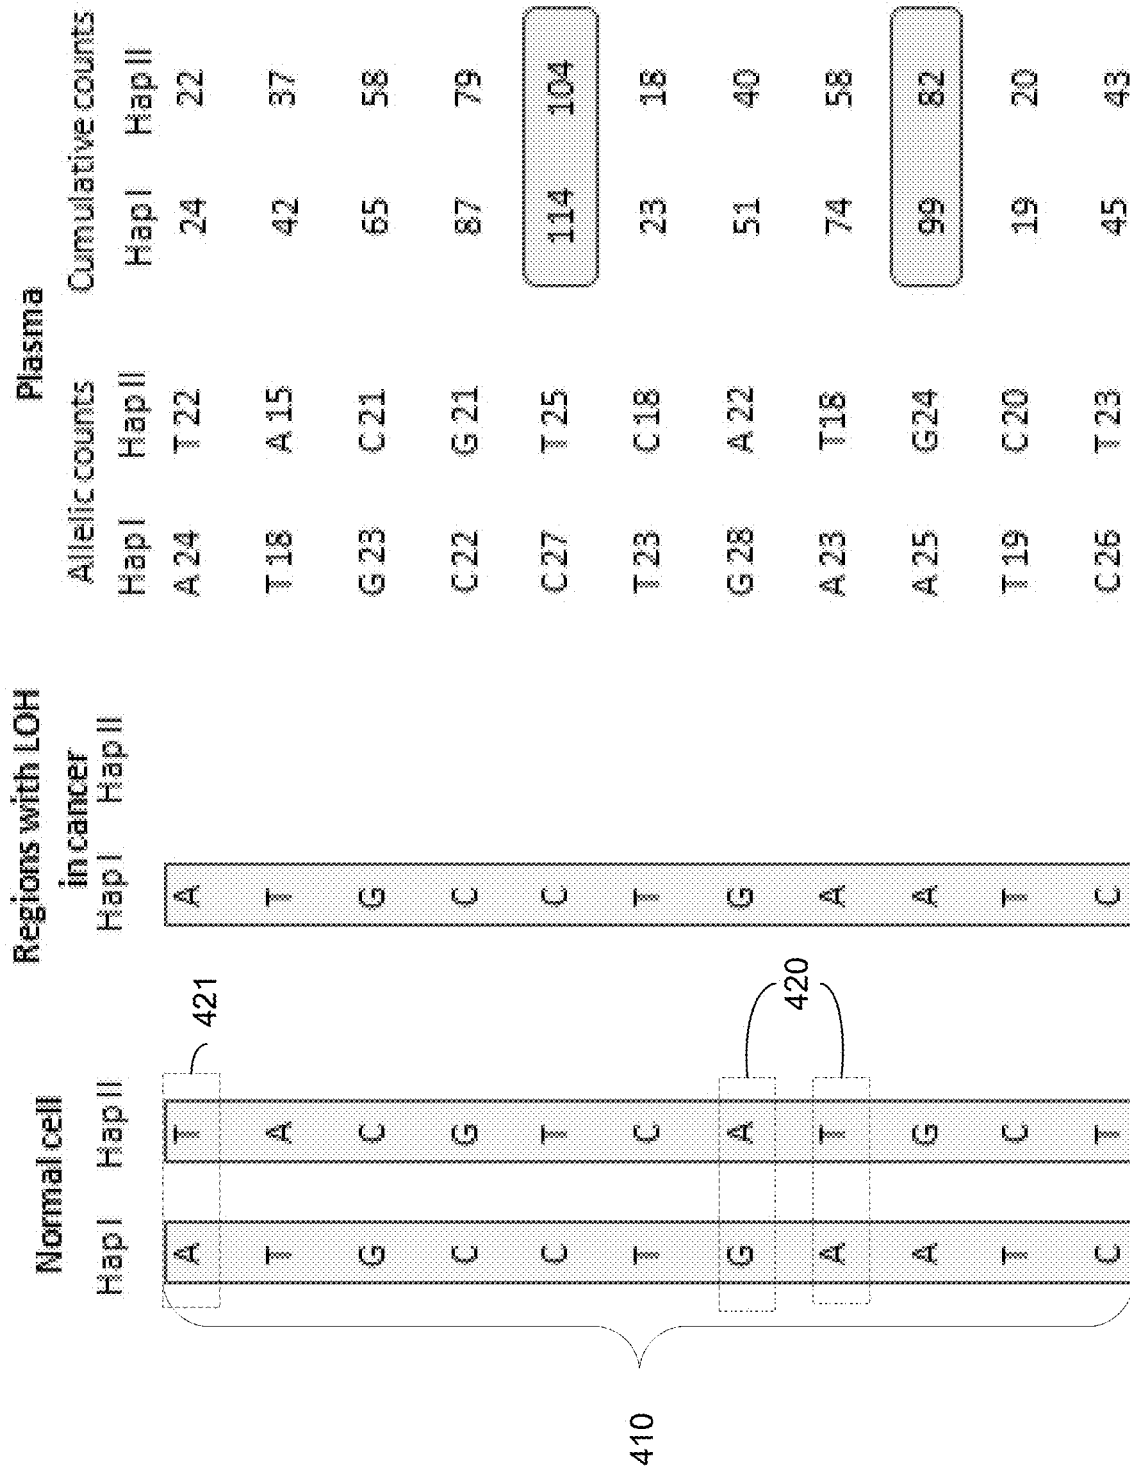 Normal cell Regions with LOH in cancer Plasma
Allelic counts Cumulative counts
Hap I Hap II Hap I Hap II Hap I Hap II Hap I Hap II
A T A A 24 T 22 24 22
421
T A T T 18 A 15 42 37
G C G G 23 C 21 65 58
C G C C 22 G 21 87 79
C T C C 27 T 25 114 104
410
T C T T 23 C 18 23 18
G A G G 28 A 22 51 40
420
A T A A 23 T 18 74 58
A G A A 25 G 24 99 82
T C T T 19 C 20 19 20
C T C C 26 T 23 45 43